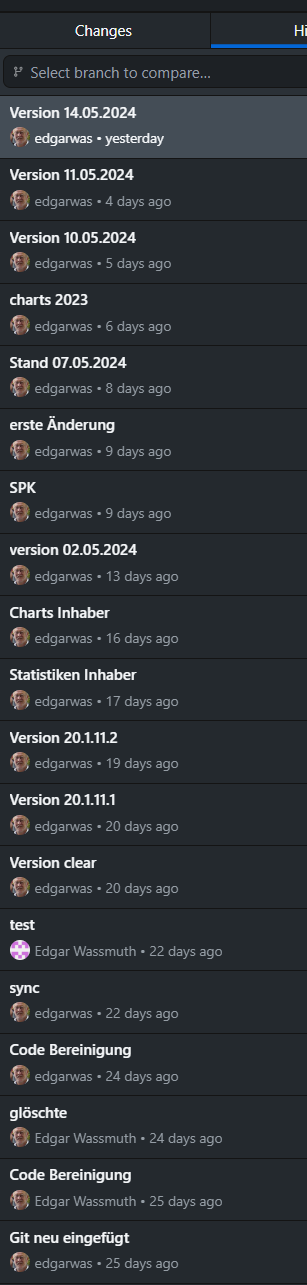 Changes
Hi
Select branch to compare...
Version 14.05.2024
edgarwas • yesterday
Version 11.05.2024
edgarwas • 4 days ago
Version 10.05.2024
edgarwas • 5 days ago
charts 2023
edgarwas • 6 days ago
Stand 07.05.2024
edgarwas • 8 days ago
erste Änderung
edgarwas • 9 days ago
SPK
edgarwas • 9 days ago
version 02.05.2024
edgarwas • 13 days ago
Charts Inhaber
edgarwas • 16 days ago
Statistiken Inhaber
edgarwas • 17 days ago
Version 20.1.11.2
edgarwas • 19 days ago
Version 20.1.11.1
edgarwas • 20 days ago
Version clear
edgarwas • 20 days ago
test
Edgar Wassmuth • 22 days ago
sync
edgarwas • 22 days ago
Code Bereinigung
edgarwas • 24 days ago
glöschte
Edgar Wassmuth • 24 days ago
Code Bereinigung
Edgar Wassmuth • 25 days ago
Git neu eingefügt
edgarwas • 25 days ago